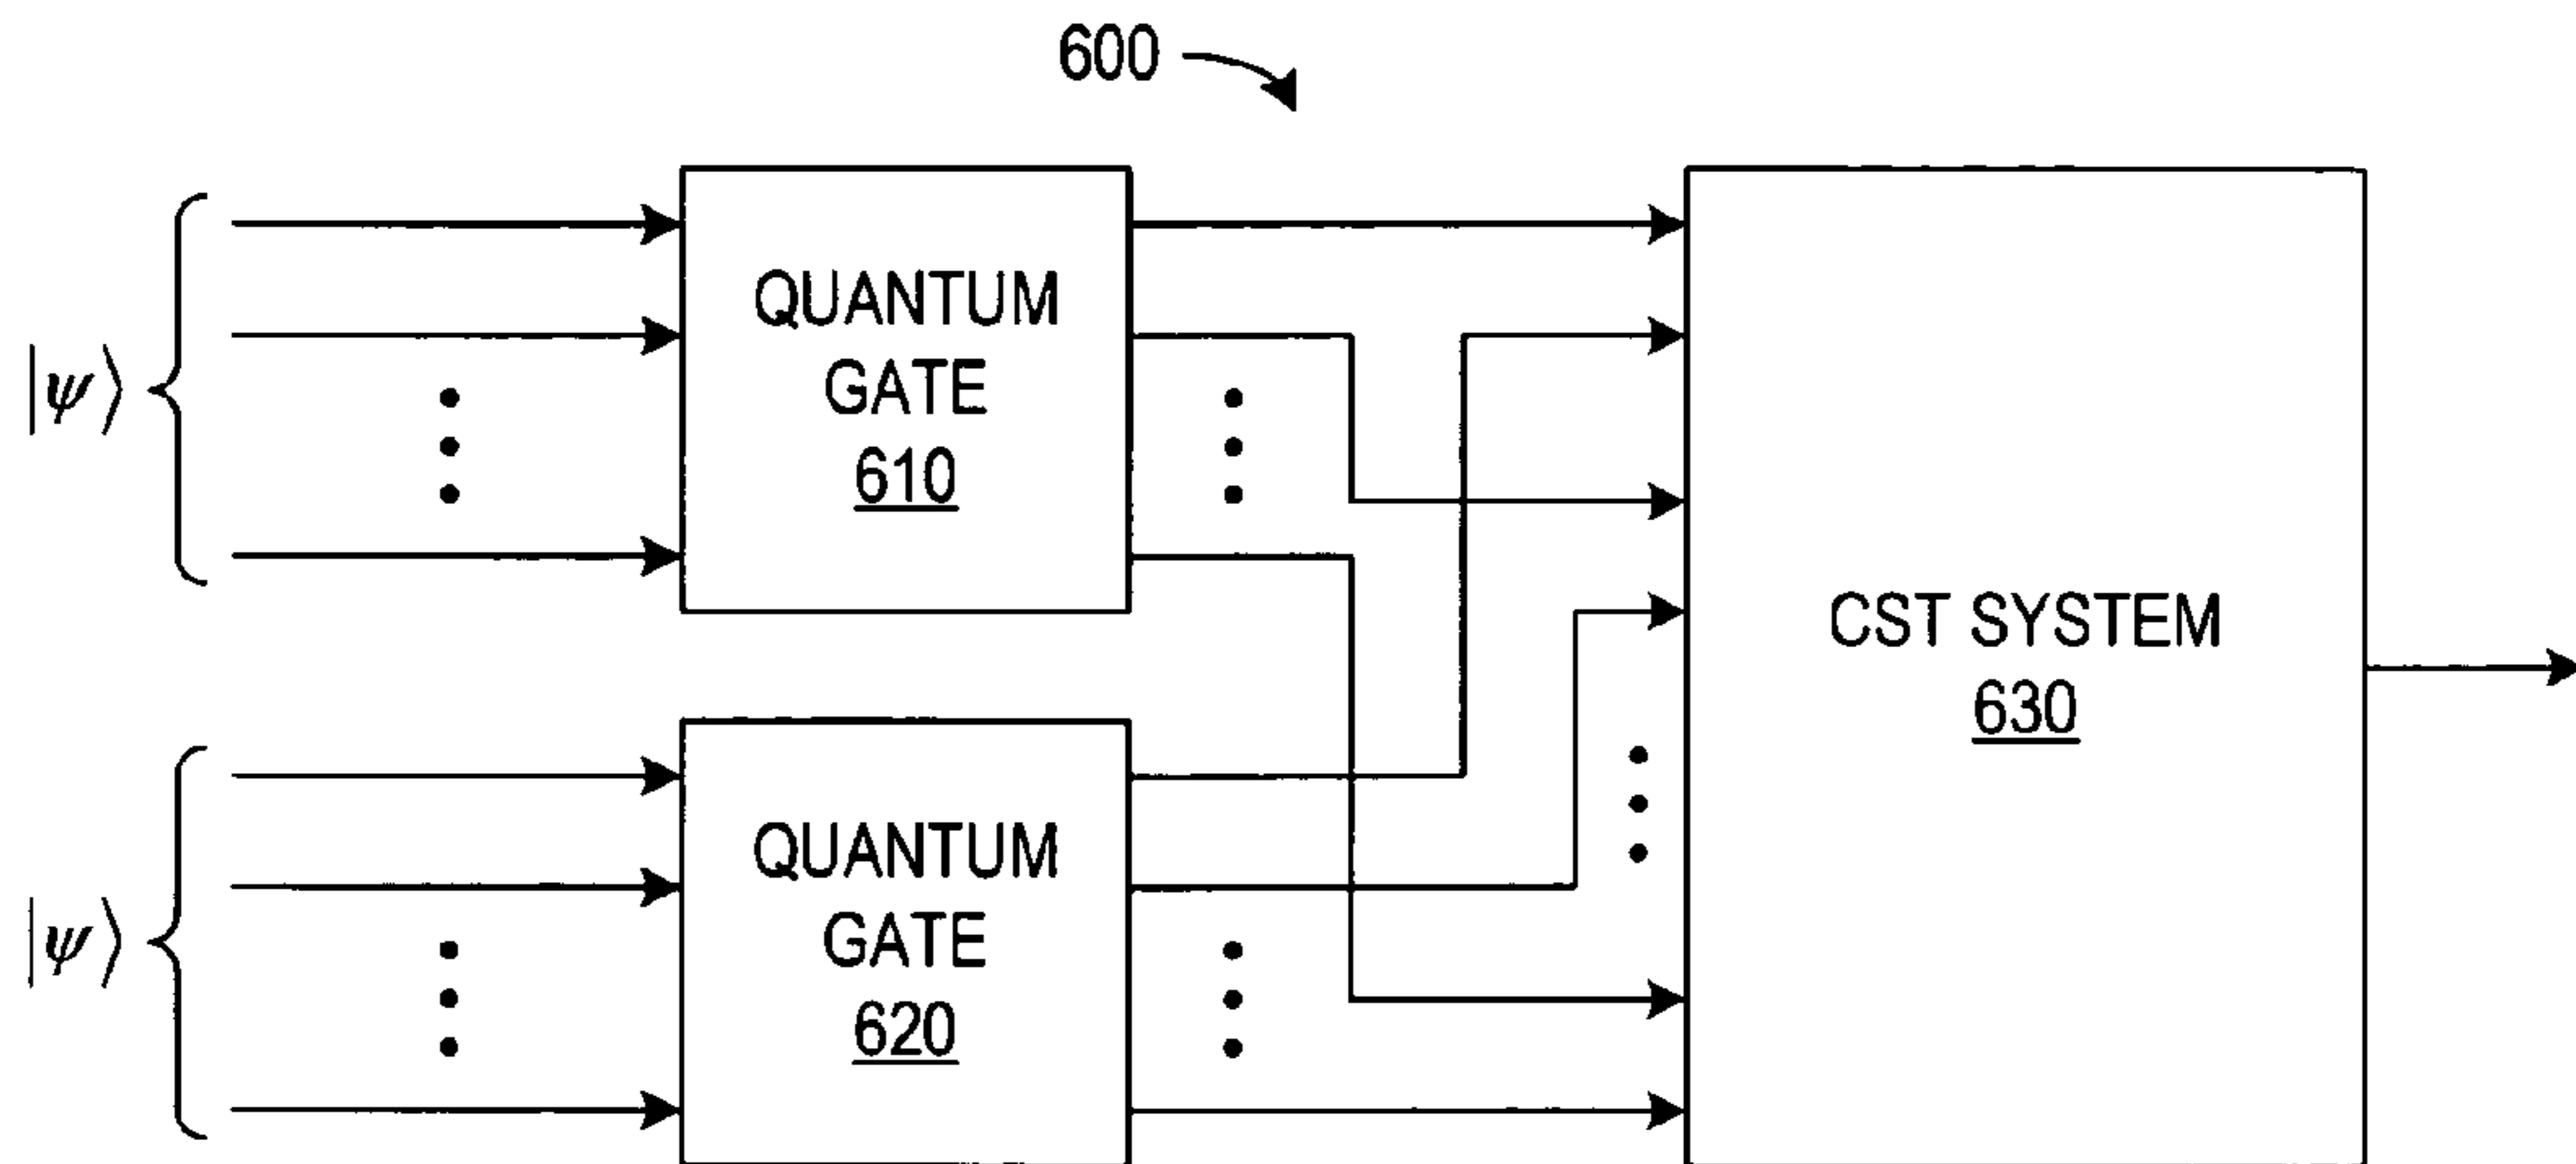 600
|ψ⟩
QUANTUM
GATE
610
|ψ⟩
QUANTUM
GATE
620
CST SYSTEM
630